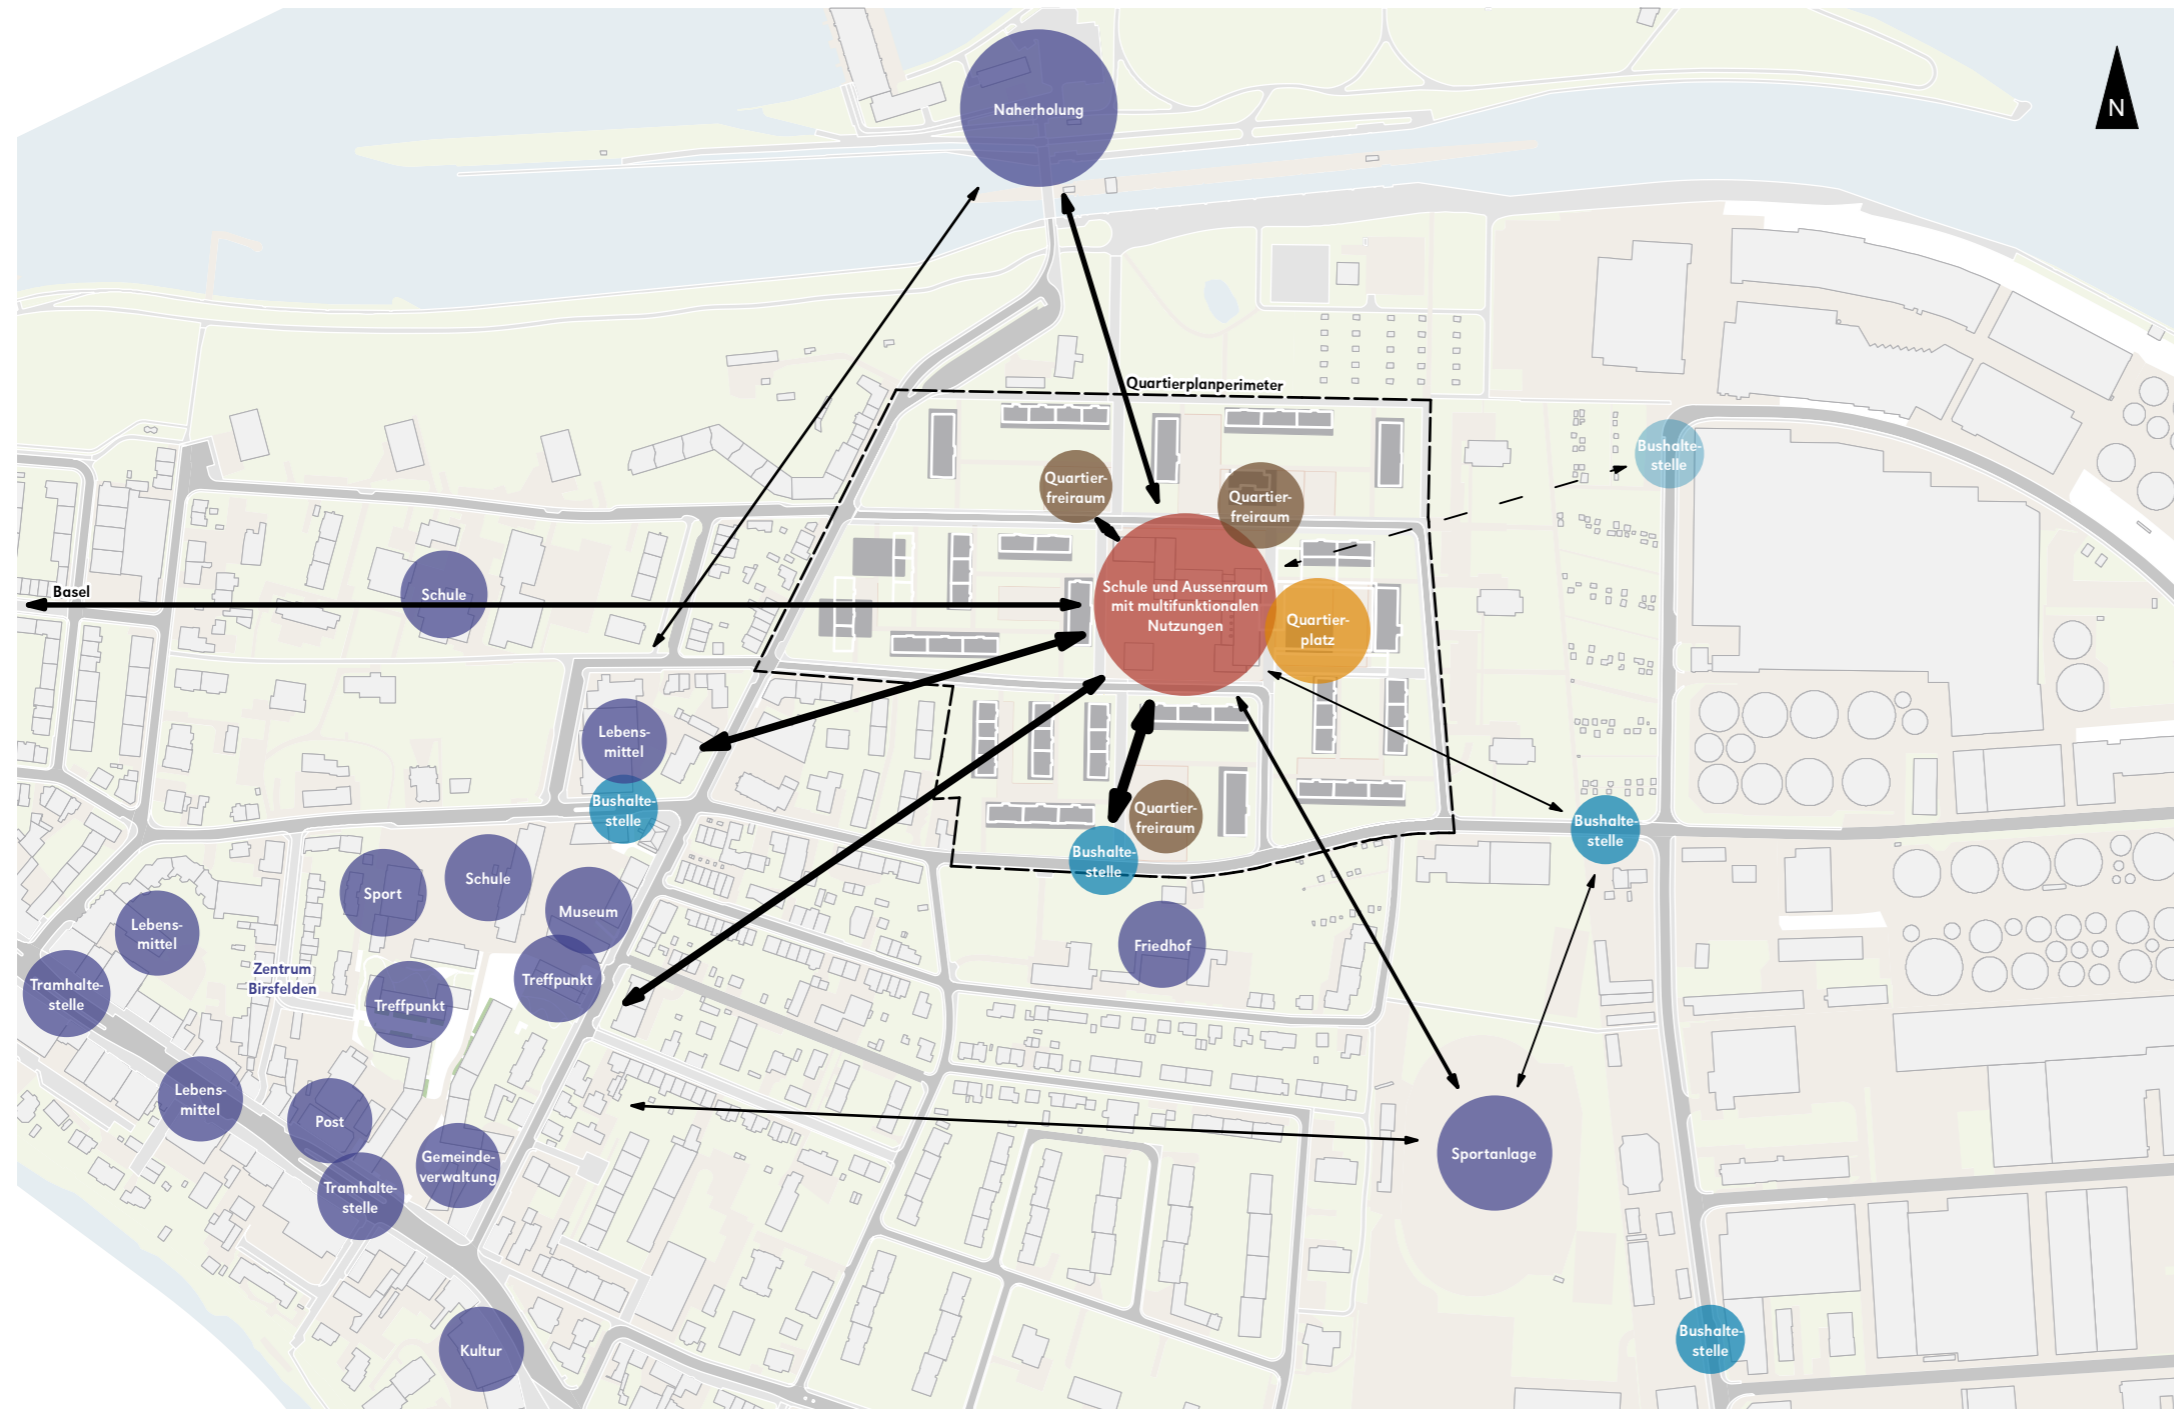 Naherholung
N
Quartierplanperimeter
Bushalte-
stelle
Quartier-
freiraum
Quartier-
freiraum
Basel
Schule
Schule und Aussenraum
mit multifunktionalen
Nutzungen
Quartier-
platz
Lebens-
mittel
Bushalte-
stelle
Quartier-
freiraum
Bushalte-
stelle
Bushalte-
stelle
Sport
Schule
Museum
Lebens-
mittel
Friedhof
Zentrum
Birsfelden
Treffpunkt
Tramhalte-
stelle
Treffpunkt
Lebens-
mittel
Post
Gemeinde-
verwaltung
Sportanlage
Tramhalte-
stelle
Kultur
Bushalte-
stelle